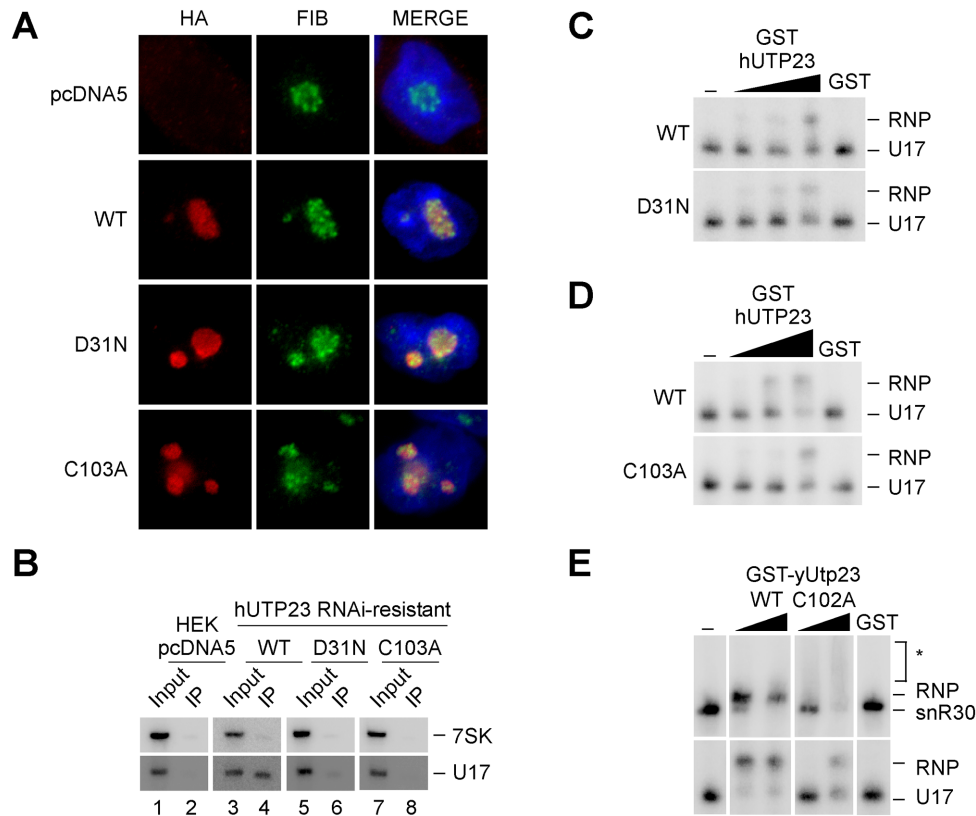 A
HA FIB MERGE
pcDNA5
WT
D31N
C103A
B
hUTP23 RNAi-resistant
HEK
pcDNA5 WT D31N C103A
Input IP Input IP Input IP Input IP
– 7SK
– U17
1 2 3 4 5 6 7 8
C
GST
hUTP23
– GST
WT
– RNP
– U17
D31N
– RNP
– U17
D
GST
hUTP23
– GST
WT
– RNP
– U17
C103A
– RNP
– U17
E
GST-yUtp23
WT C102A
– GST
*
– RNP
– snR30
– RNP
– U17